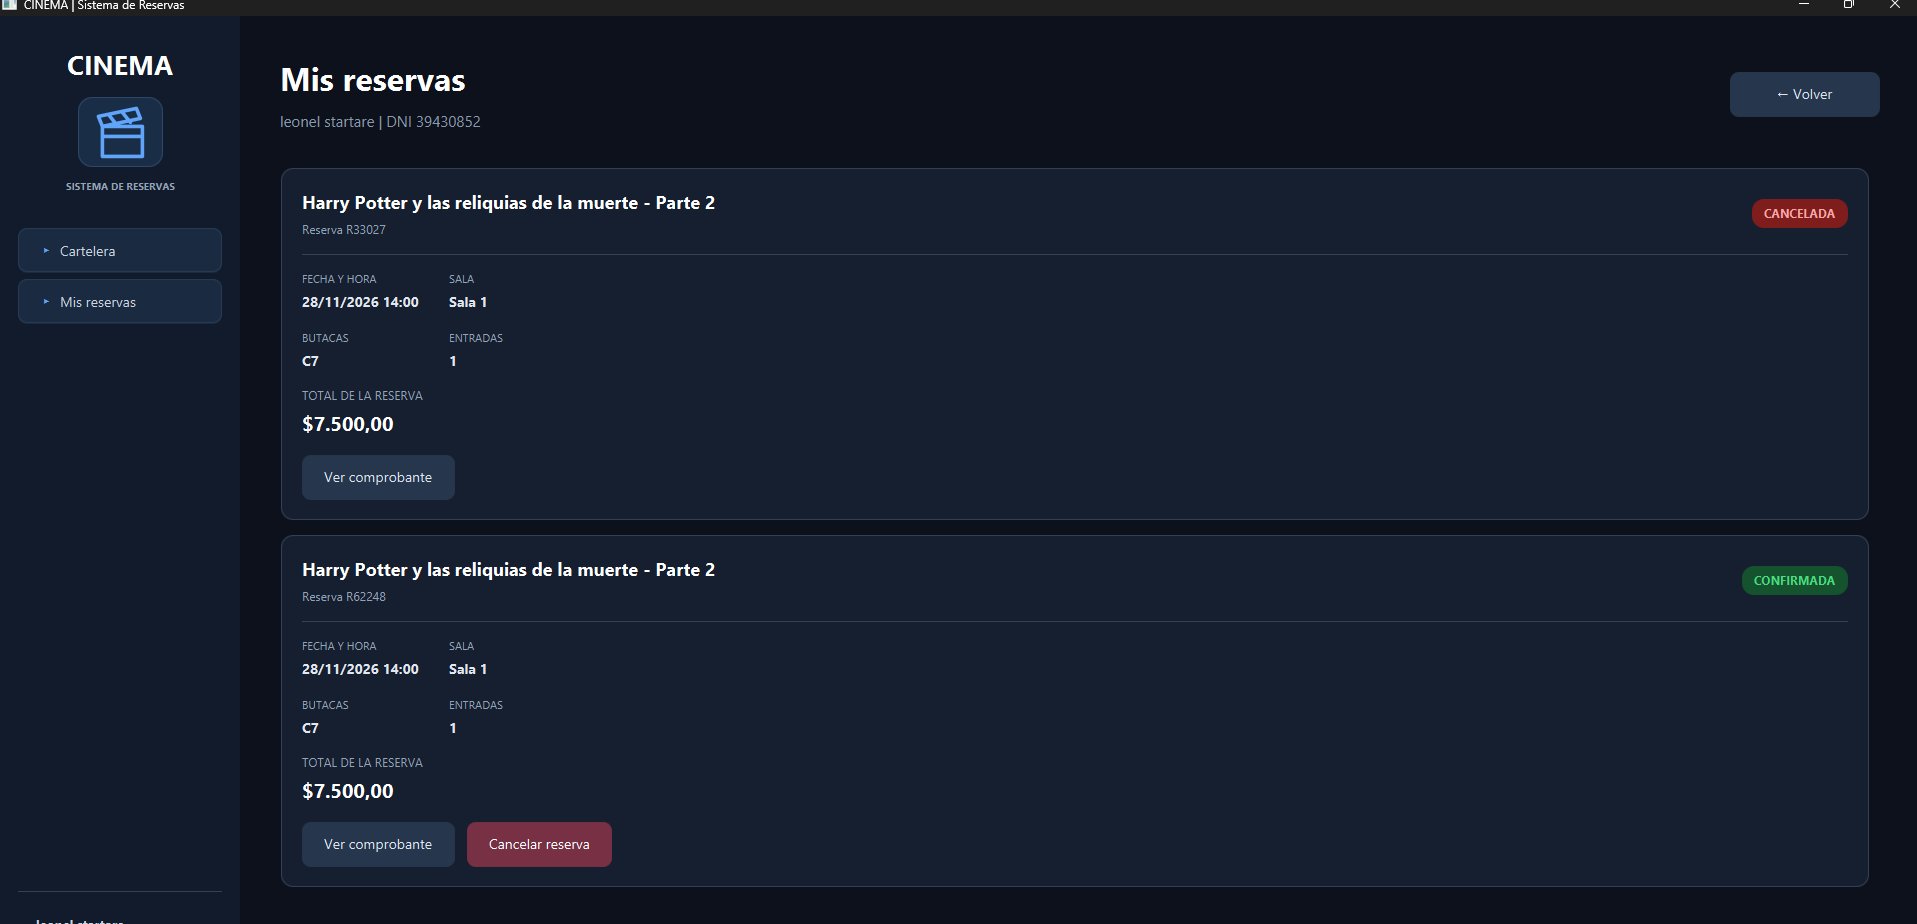 CINEMA | Sistema de Reservas
CINEMA
SISTEMA DE RESERVAS
▸ Cartelera
▸ Mis reservas
Mis reservas
leonel startare | DNI 39430852
← Volver
Harry Potter y las reliquias de la muerte - Parte 2
Reserva R33027
CANCELADA
FECHA Y HORA SALA
28/11/2026 14:00 Sala 1
BUTACAS ENTRADAS
C7 1
TOTAL DE LA RESERVA
$7.500,00
Ver comprobante
Harry Potter y las reliquias de la muerte - Parte 2
Reserva R62248
CONFIRMADA
FECHA Y HORA SALA
28/11/2026 14:00 Sala 1
BUTACAS ENTRADAS
C7 1
TOTAL DE LA RESERVA
$7.500,00
Ver comprobante Cancelar reserva
leonel startare